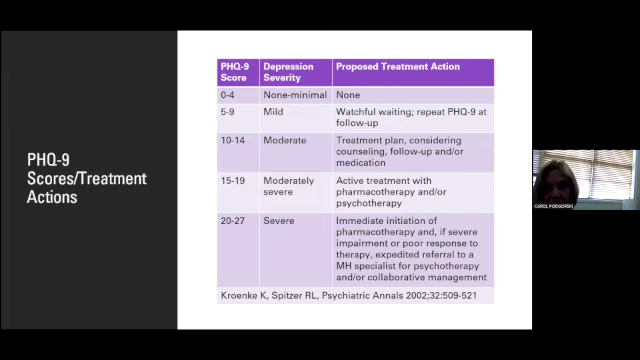 PHQ-9
Scores/Treatment
Actions
PHQ-9 Score
Depression Severity
Proposed Treatment Action
0-4
None-minimal
None
5-9
Mild
Watchful waiting; repeat PHQ-9 at
follow-up
10-14
Moderate
Treatment plan, considering
counseling, follow-up and/or
medication
15-19
Moderately
severe
Active treatment with
pharmacotherapy and/or
psychotherapy
20-27
Severe
Immediate initiation of
pharmacotherapy and, if severe
impairment or poor response to
therapy, expedited referral to a
MH specialist for psychotherapy
and/or collaborative management
Kroenke K, Spitzer RL, Psychiatric Annals 2002;32:509-521
CAROL PODGORSKI